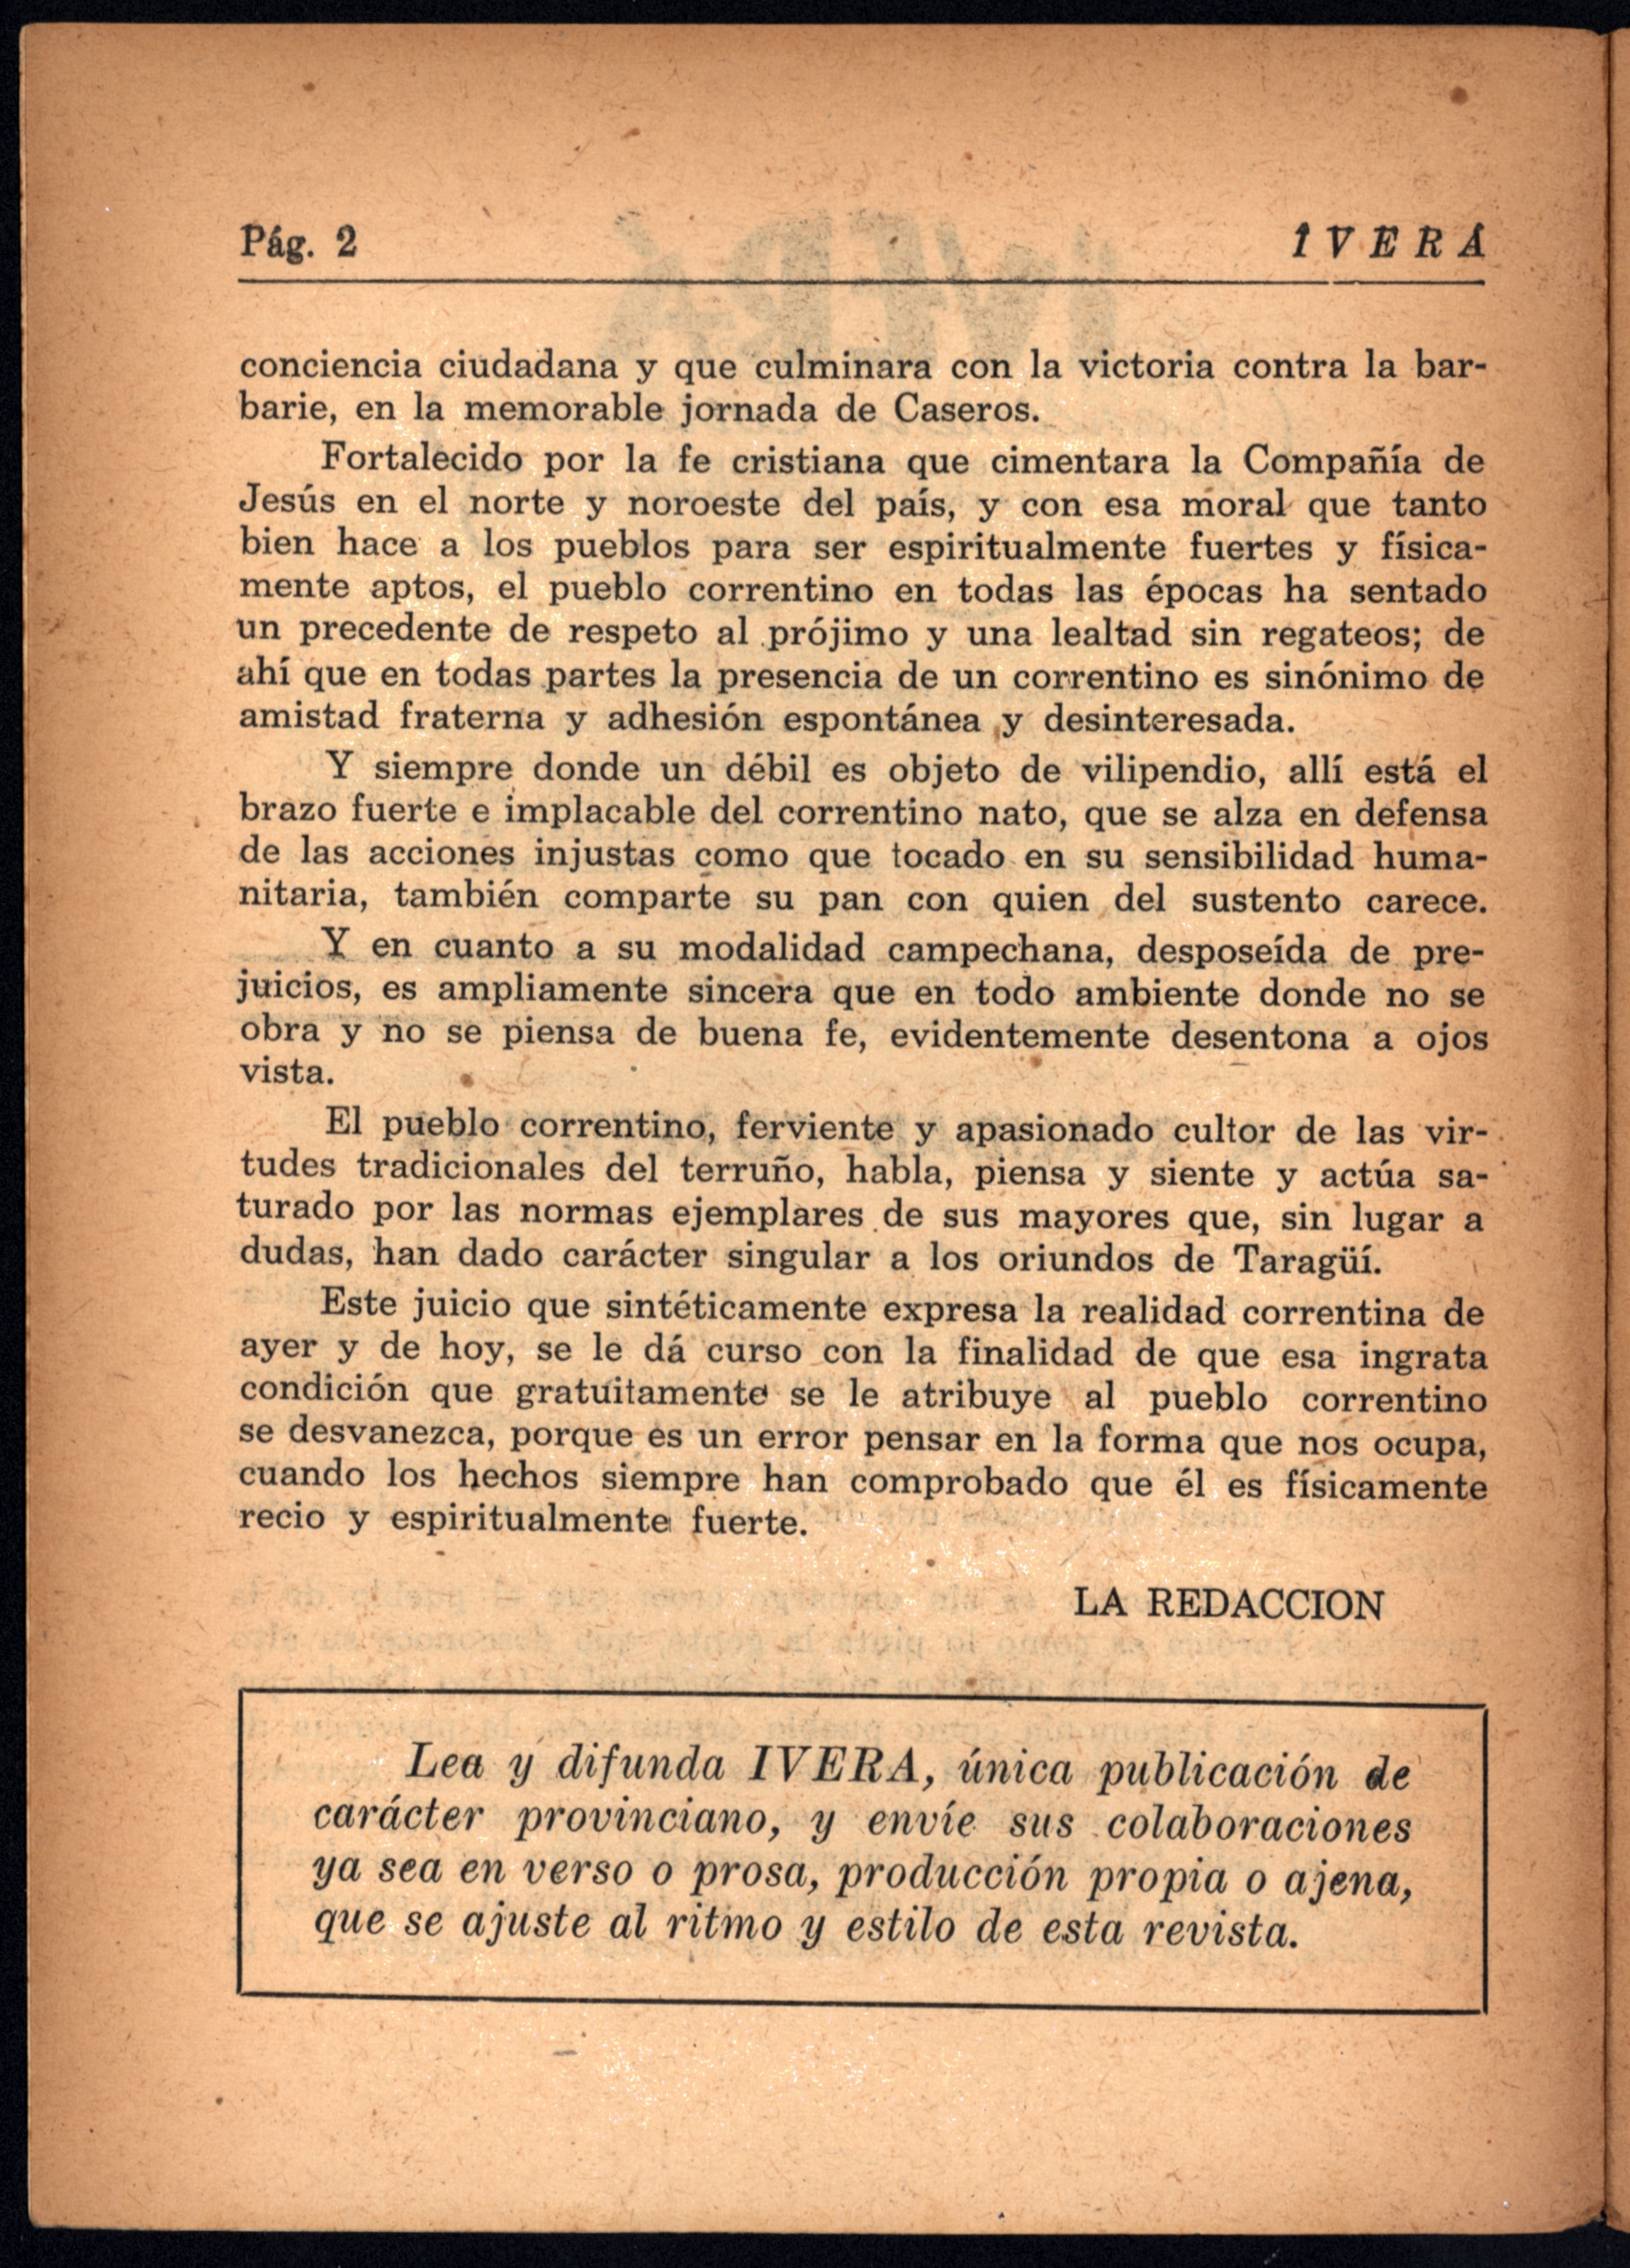 Pág. 2
IVERÁ
conciencia ciudadana y que culminara con la victoria contra la bar-
barie, en la memorable jornada de Caseros.
Fortalecido por la fe cristiana que cimentara la Compañía de
Jesús en el norte y noroeste del país, y con esa moral que tanto
bien hace a los pueblos para ser espiritualmente fuertes y física-
mente aptos, el pueblo correntino en todas las épocas ha sentado
un precedente de respeto al prójimo y una lealtad sin regateos; de
ahí que en todas partes la presencia de un correntino es sinónimo de
amistad fraterna y adhesión espontánea y desinteresada.
Y siempre donde un débil es objeto de vilipendio, allí está el
brazo fuerte e implacable del correntino nato, que se alza en defensa
de las acciones injustas como que tocado en su sensibilidad huma-
nitaria, también comparte su pan con quien del sustento carece.
Y en cuanto a su modalidad campechana, desposeída de pre-
juicios, es ampliamente sincera que en todo ambiente donde no se
obra y no se piensa de buena fe, evidentemente desentona a ojos
vista.
El pueblo correntino, ferviente y apasionado cultor de las vir-
tudes tradicionales del terruño, habla, piensa y siente y actúa sa-
turado por las normas ejemplares de sus mayores que, sin lugar a
dudas, han dado carácter singular a los oriundos de Taragüí.
Este juicio que sintéticamente expresa la realidad correntina de
ayer y de hoy, se le dá curso con la finalidad de que esa ingrata
condición que gratuitamente se le atribuye al pueblo correntino
se desvanezca, porque es un error pensar en la forma que nos ocupa,
cuando los hechos siempre han comprobado que él es físicamente
recio y espiritualmente fuerte.
LA REDACCION
Lea y difunda IVERA, única publicación de
carácter provinciano, y envíe sus colaboraciones
ya sea en verso o prosa, producción propia o ajena,
que se ajuste al ritmo y estilo de esta revista.